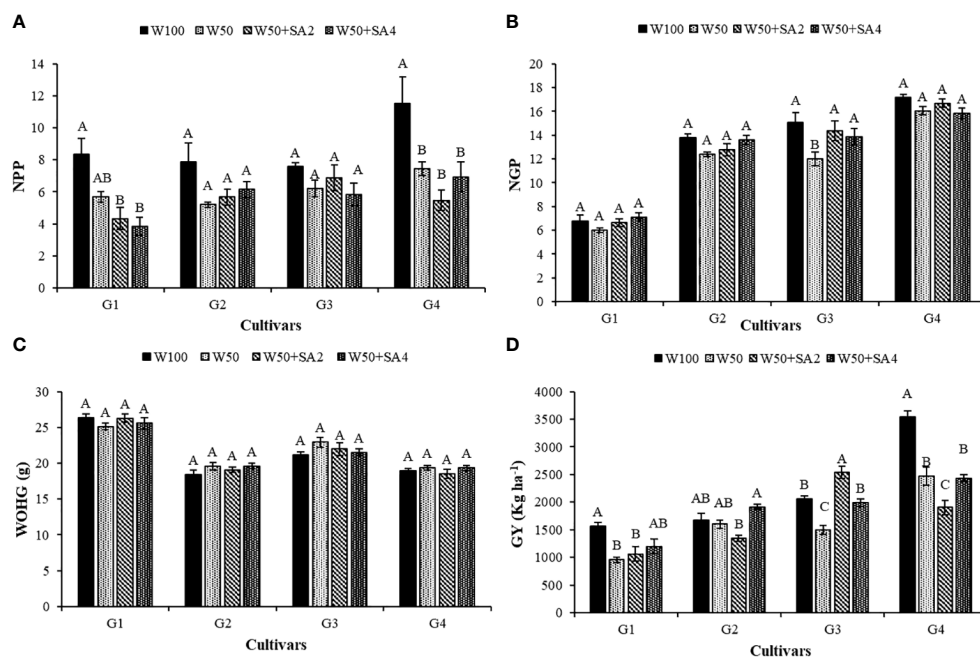 A
W100 W50 W50+SA2 W50+SA4
14
12
10
8
6
4
2
0
NPP
A AB B B
A A A A
A A A A
A B B B
G1 G2 G3 G4
Cultivars
B
W100 W50 W50+SA2 W50+SA4
20
18
16
14
12
10
8
6
4
2
0
NGP
A A A A
A A A A
A B A A
A A A A
G1 G2 G3 G4
Cultivars
C
W100 W50 W50+SA2 W50+SA4
30
25
20
15
10
5
0
WOHG (g)
A A A A
A A A A
A A A A
A A A A
G1 G2 G3 G4
Cultivars
D
W100 W50 W50+SA2 W50+SA4
4000
3500
3000
2500
2000
1500
1000
500
0
GY (Kg ha⁻¹)
A B B AB
AB AB B A
B C A B
A B C B
G1 G2 G3 G4
Cultivars